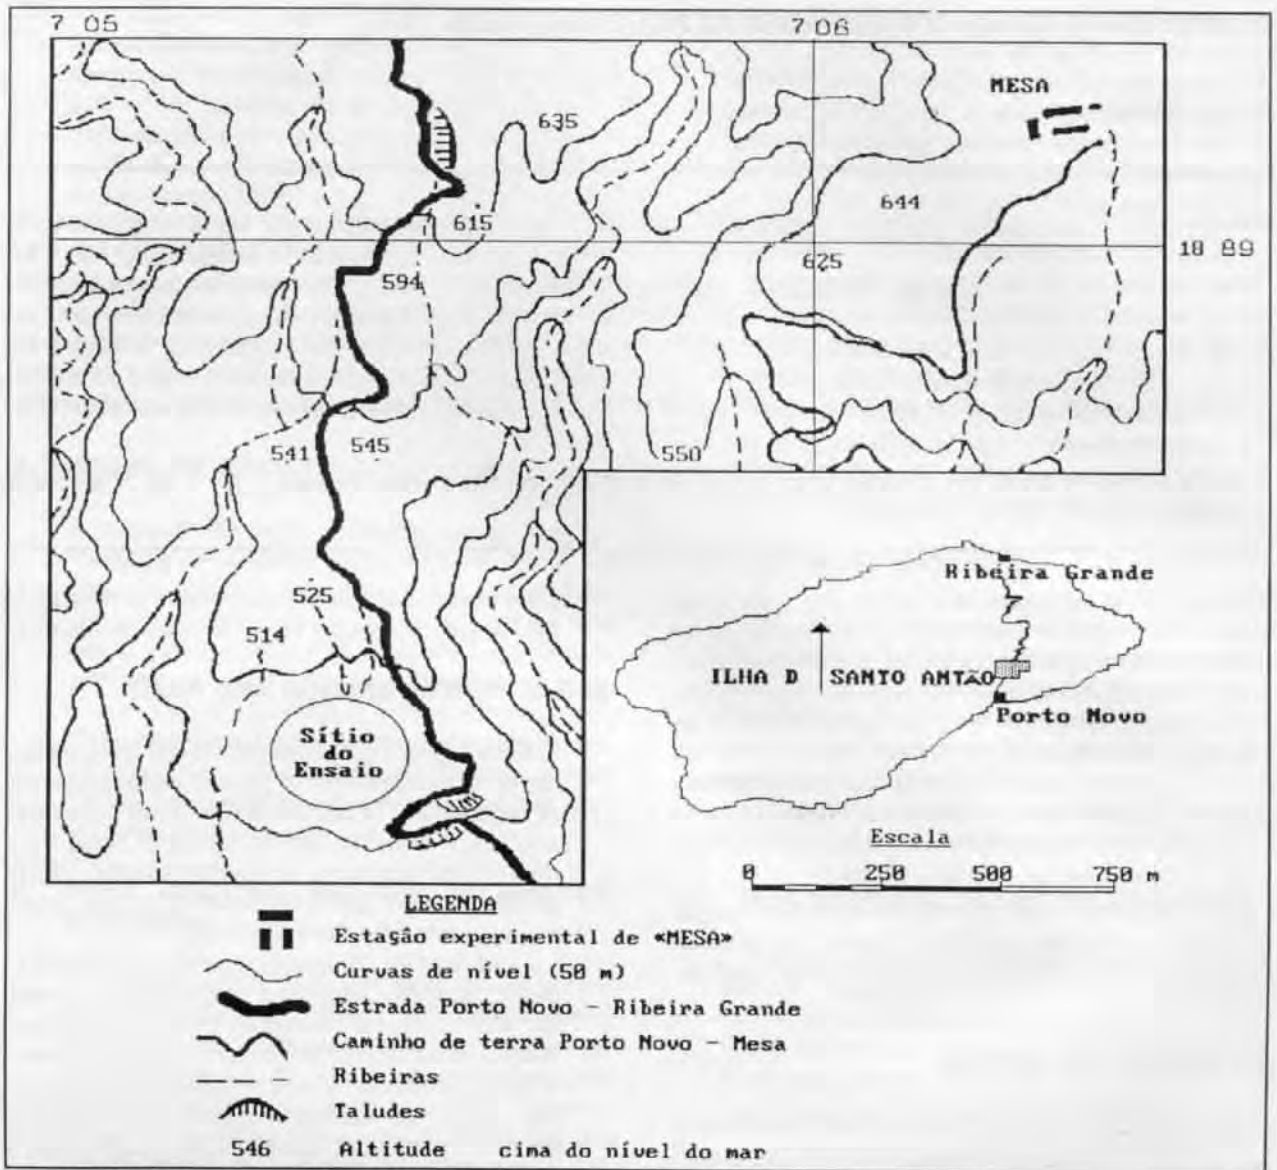 7 05
7 06
MESA
635
644
615
18 89
625
594
545
541
550
525
514
Ribeira Grande
ILHA D SANTO ANTÃO
Porto Novo
Sítio
do
Ensaio
Escala
0 250 500 750 m
LEGENDA
Estação experimental de «MESA»
Curvas de nível (50 m)
Estrada Porto Novo - Ribeira Grande
Caminho de terra Porto Novo - Mesa
Ribeiras
Taludes
546 Altitude cima do nível do mar